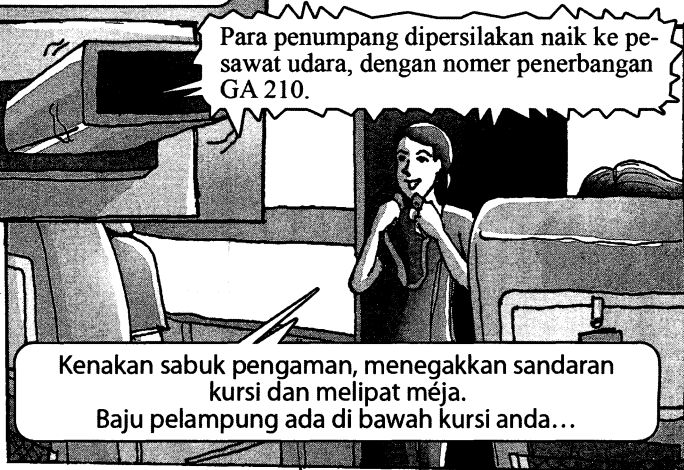 Para penumpang dipersilakan naik ke pe-
sawat udara, dengan nomer penerbangan
GA 210.
Kenakan sabuk pengaman, menegakkan sandaran
kursi dan melipat méja.
Baju pelampung ada di bawah kursi anda...